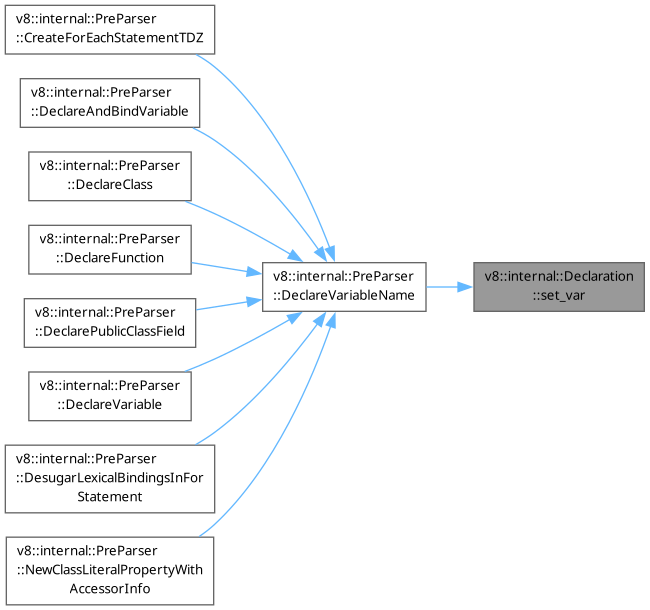 v8::internal::PreParser
::CreateForEachStatementTDZ
v8::internal::PreParser
::DeclareAndBindVariable
v8::internal::PreParser
::DeclareClass
v8::internal::PreParser
::DeclareFunction
v8::internal::PreParser
::DeclarePublicClassField
v8::internal::PreParser
::DeclareVariable
v8::internal::PreParser
::DesugarLexicalBindingsInFor
Statement
v8::internal::PreParser
::NewClassLiteralPropertyWith
AccessorInfo
v8::internal::PreParser
::DeclareVariableName
v8::internal::Declaration
::set_var